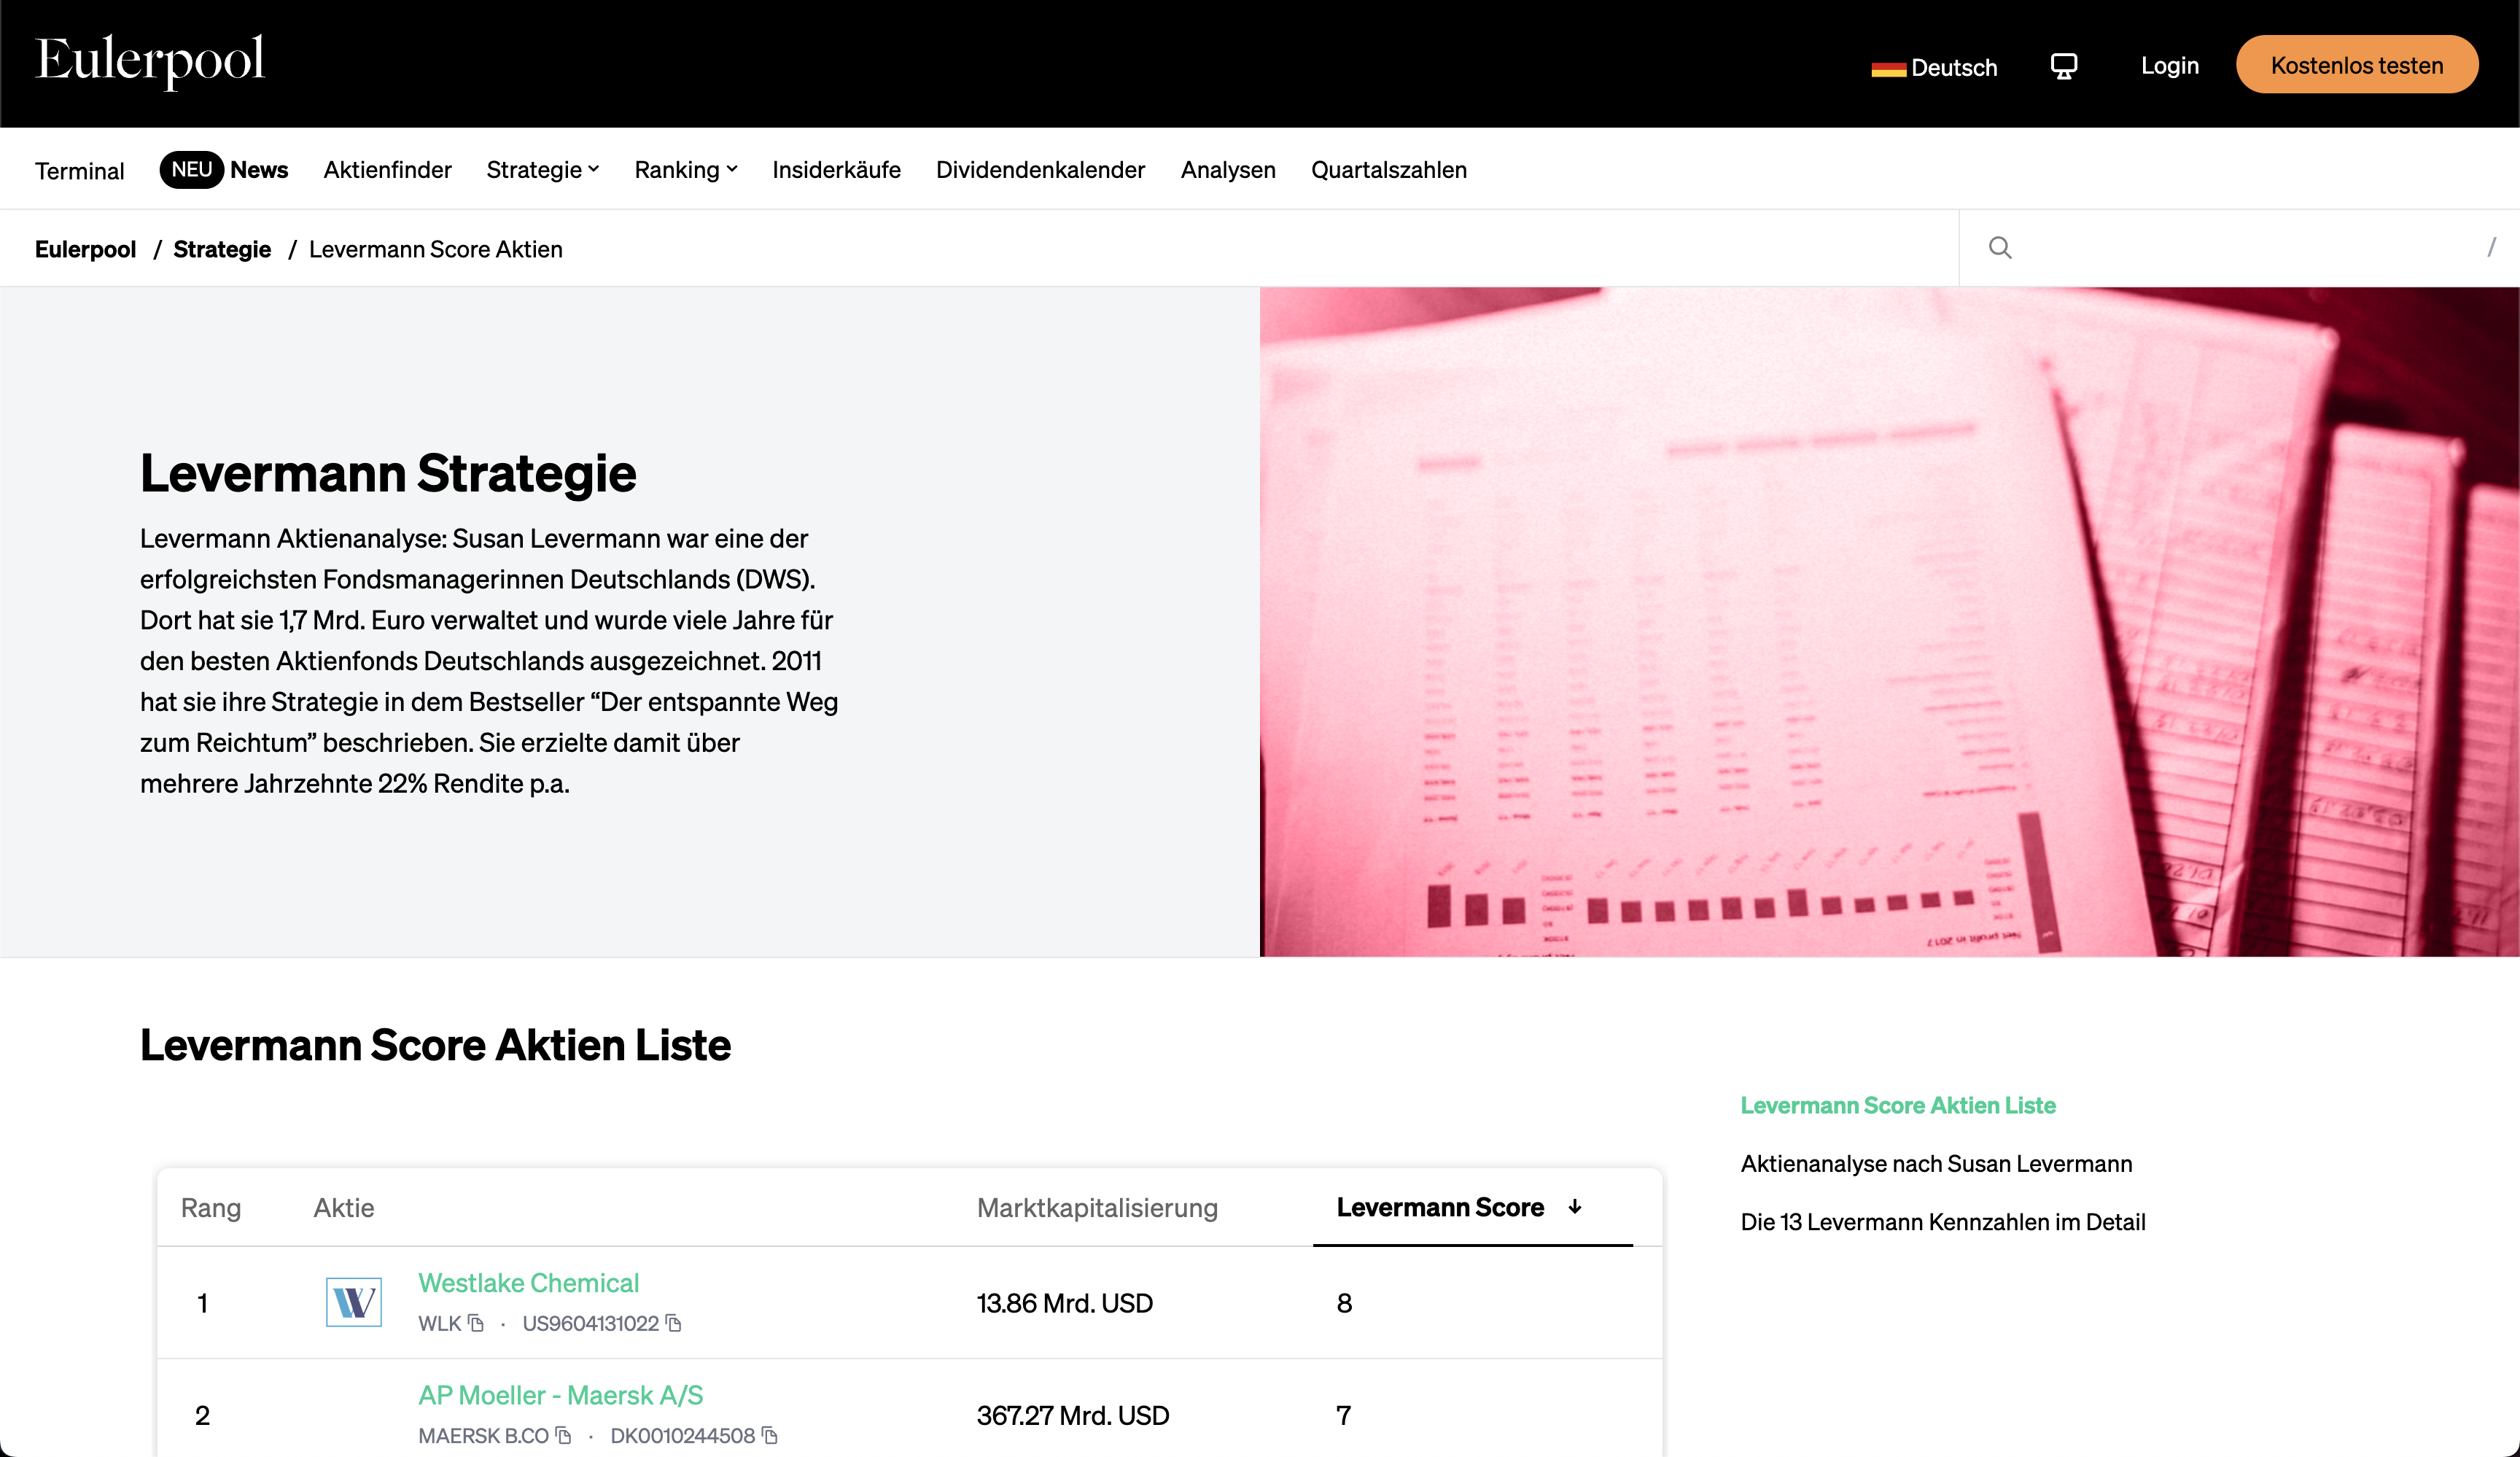 Eulerpool
Deutsch
Login
Kostenlos testen
Terminal
NEU News
Aktienfinder
Strategie
Ranking
Insiderkäufe
Dividendenkalender
Analysen
Quartalszahlen
Eulerpool / Strategie / Levermann Score Aktien
/
Levermann Strategie
Levermann Aktienanalyse: Susan Levermann war eine der
erfolgreichsten Fondsmanagerinnen Deutschlands (DWS).
Dort hat sie 1,7 Mrd. Euro verwaltet und wurde viele Jahre für
den besten Aktienfonds Deutschlands ausgezeichnet. 2011
hat sie ihre Strategie in dem Bestseller “Der entspannte Weg
zum Reichtum” beschrieben. Sie erzielte damit über
mehrere Jahrzehnte 22% Rendite p.a.
Net profit in 2017
Levermann Score Aktien Liste
Levermann Score Aktien Liste
Aktienanalyse nach Susan Levermann
Die 13 Levermann Kennzahlen im Detail
Rang Aktie Marktkapitalisierung Levermann Score
1 Westlake Chemical 13.86 Mrd. USD 8
WLK · US9604131022
2 AP Moeller - Maersk A/S 367.27 Mrd. USD 7
MAERSK B.CO · DK0010244508